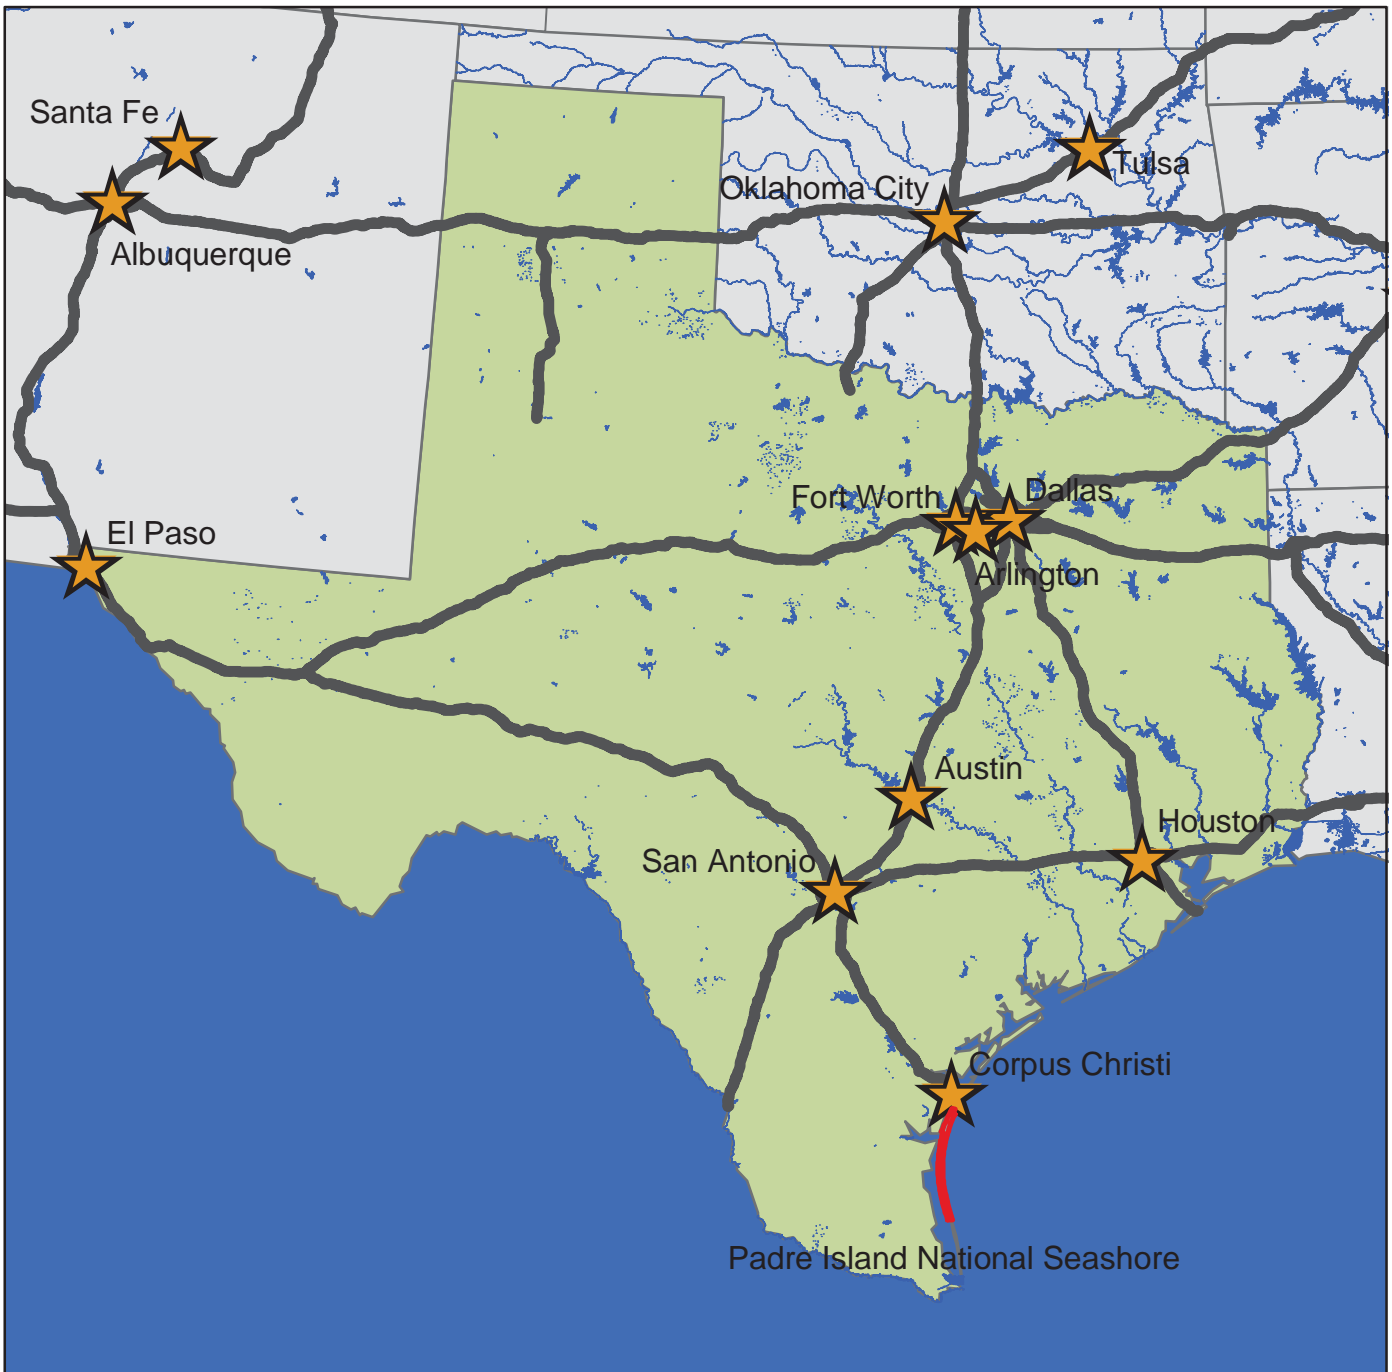 Santa Fe
Tulsa
Oklahoma City
Albuquerque
Fort Worth
Dallas
El Paso
Arlington
Austin
Houston
San Antonio
Corpus Christi
Padre Island National Seashore